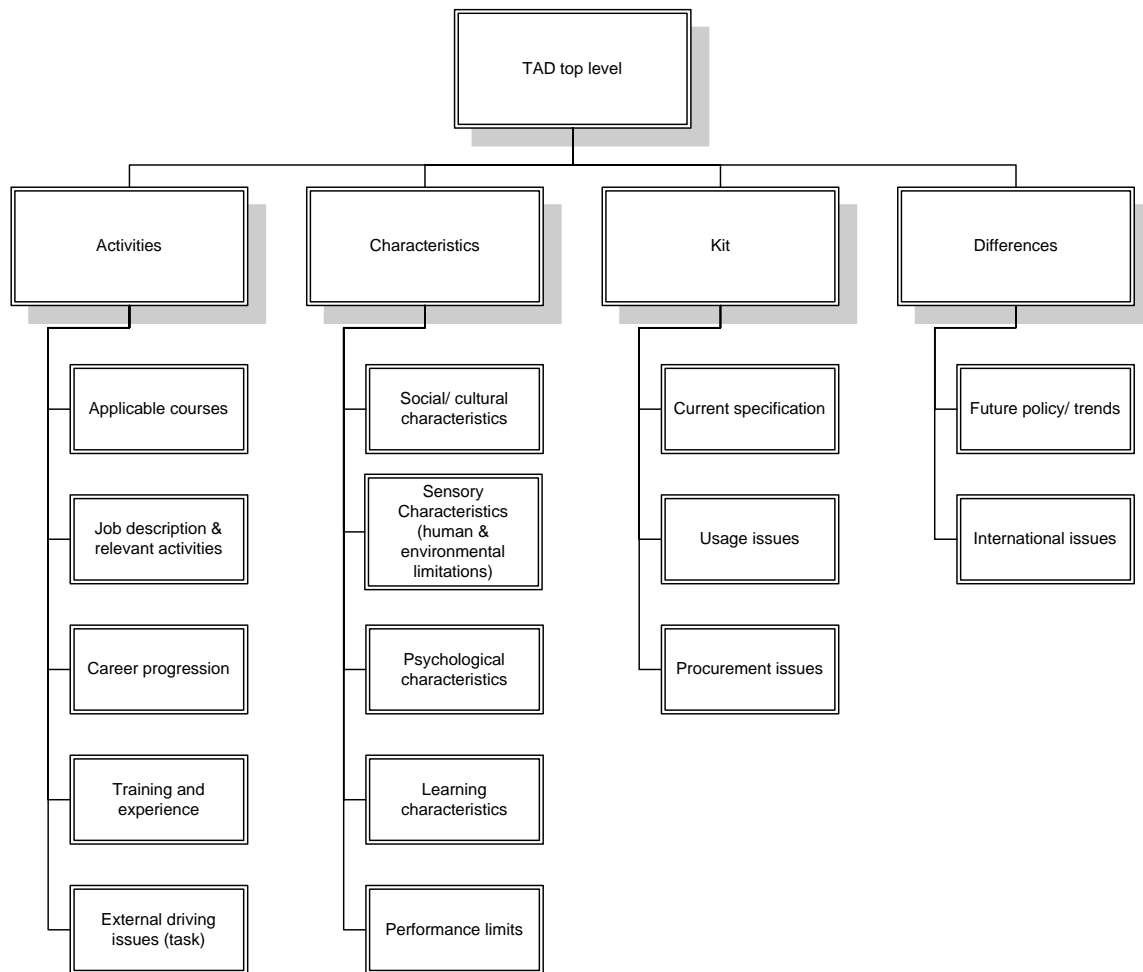 TAD top level
Activities
Characteristics
Kit
Differences
Applicable courses
Job description &
relevant activities
Career progression
Training and
experience
External driving
issues (task)
Social/ cultural
characteristics
Sensory
Characteristics
(human &
environmental
limitations)
Psychological
characteristics
Learning
characteristics
Performance limits
Current specification
Usage issues
Procurement issues
Future policy/ trends
International issues